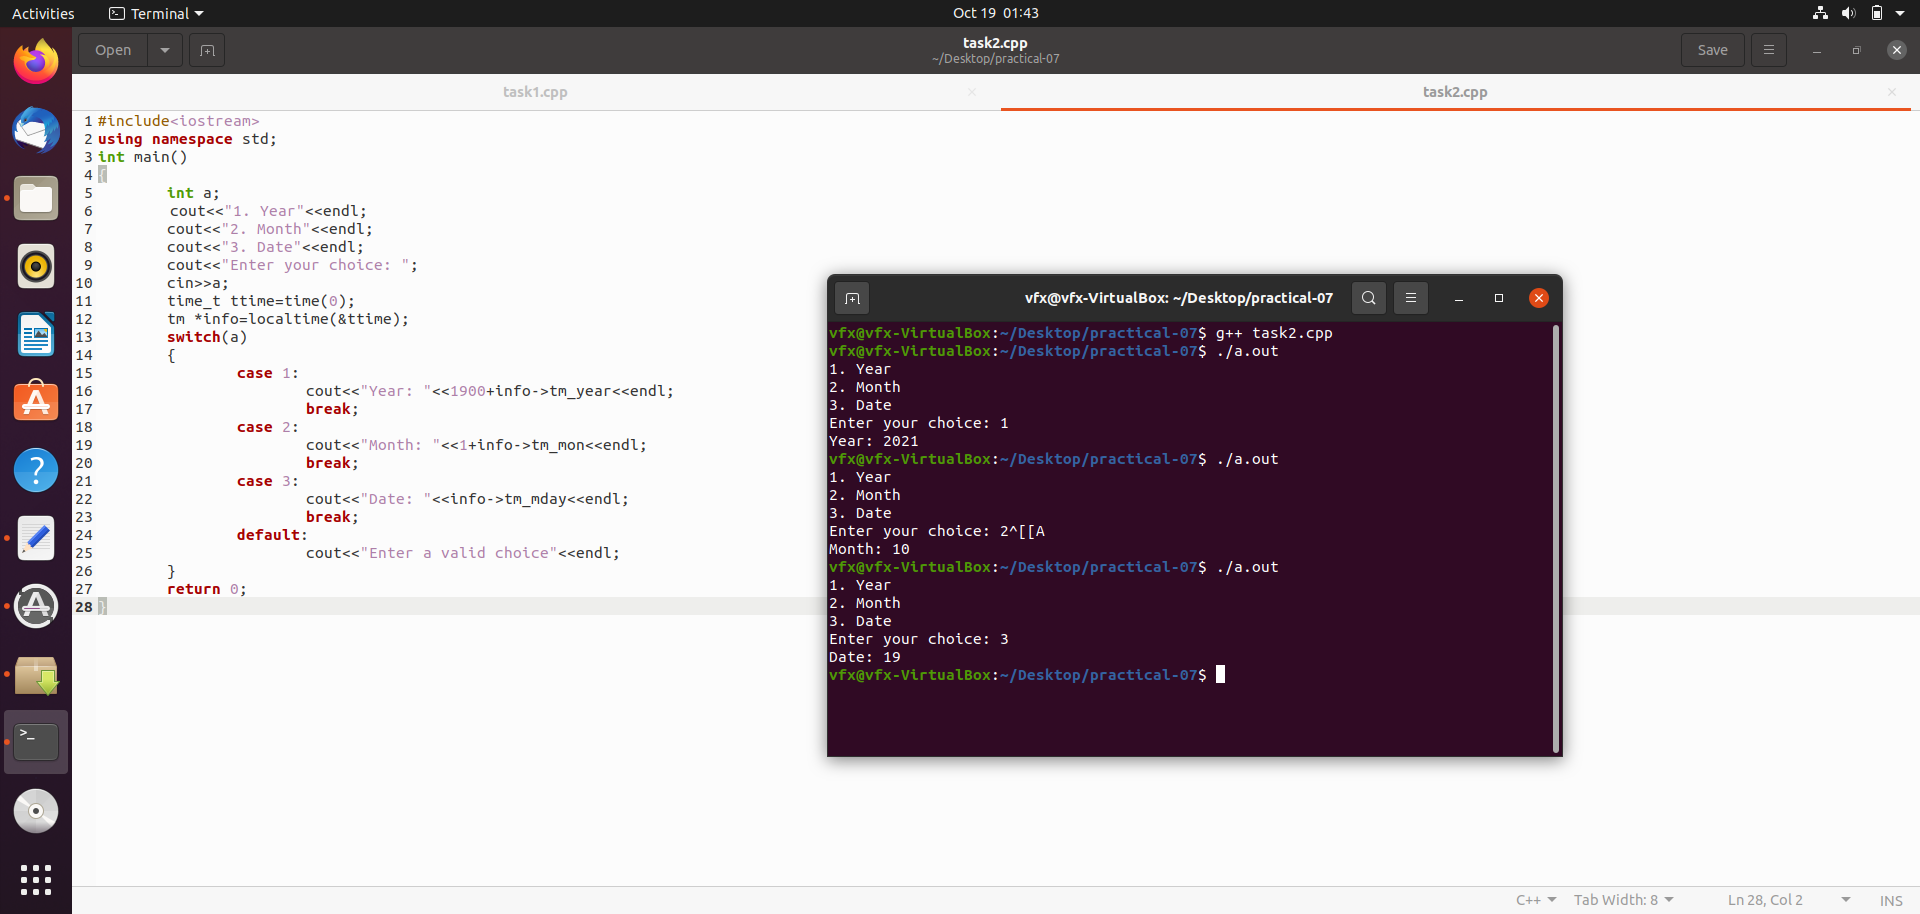 Activities
Terminal
Oct 19 01:43
Open
task2.cpp
~/Desktop/practical-07
Save
task1.cpp
task2.cpp
1 #include<iostream>
2 using namespace std;
3 int main()
4 {
5 int a;
6 cout<<"1. Year"<<endl;
7 cout<<"2. Month"<<endl;
8 cout<<"3. Date"<<endl;
9 cout<<"Enter your choice: ";
10 cin>>a;
11 time_t ttime=time(0);
12 tm *info=localtime(&ttime);
13 switch(a)
14 {
15 case 1:
16 cout<<"Year: "<<1900+info->tm_year<<endl;
17 break;
18 case 2:
19 cout<<"Month: "<<1+info->tm_mon<<endl;
20 break;
21 case 3:
22 cout<<"Date: "<<info->tm_mday<<endl;
23 break;
24 default:
25 cout<<"Enter a valid choice"<<endl;
26 }
27 return 0;
28 }
vfx@vfx-VirtualBox: ~/Desktop/practical-07
vfx@vfx-VirtualBox:~/Desktop/practical-07$ g++ task2.cpp
vfx@vfx-VirtualBox:~/Desktop/practical-07$ ./a.out
1. Year
2. Month
3. Date
Enter your choice: 1
Year: 2021
vfx@vfx-VirtualBox:~/Desktop/practical-07$ ./a.out
1. Year
2. Month
3. Date
Enter your choice: 2^[[A
Month: 10
vfx@vfx-VirtualBox:~/Desktop/practical-07$ ./a.out
1. Year
2. Month
3. Date
Enter your choice: 3
Date: 19
vfx@vfx-VirtualBox:~/Desktop/practical-07$
C++
Tab Width: 8
Ln 28, Col 2
INS